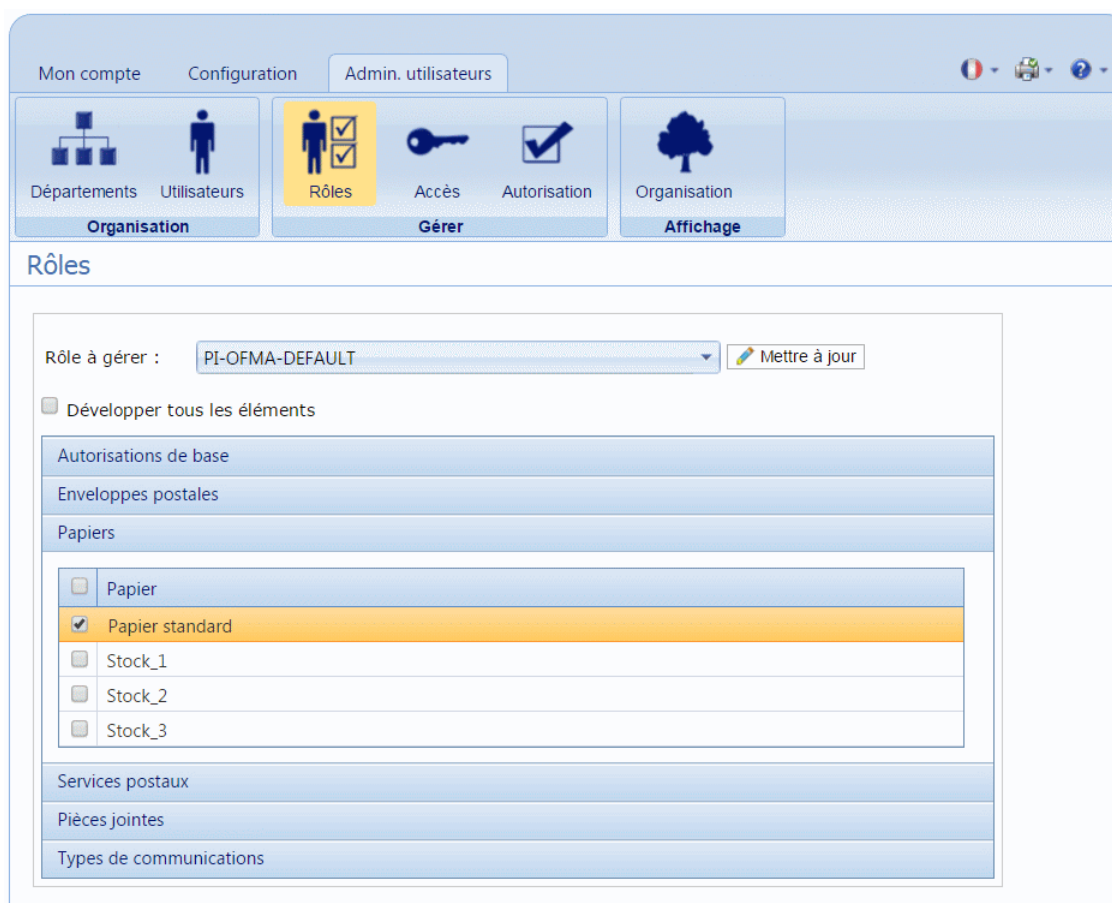 Mon compte Configuration Admin. utilisateurs
Départements Utilisateurs Rôles Accès Autorisation Organisation
Organisation Gérer Affichage
Rôles
Rôle à gérer : PI-OFMA-DEFAULT Mettre à jour
Développer tous les éléments
Autorisations de base
Enveloppes postales
Papiers
Papier
Papier standard
Stock_1
Stock_2
Stock_3
Services postaux
Pièces jointes
Types de communications